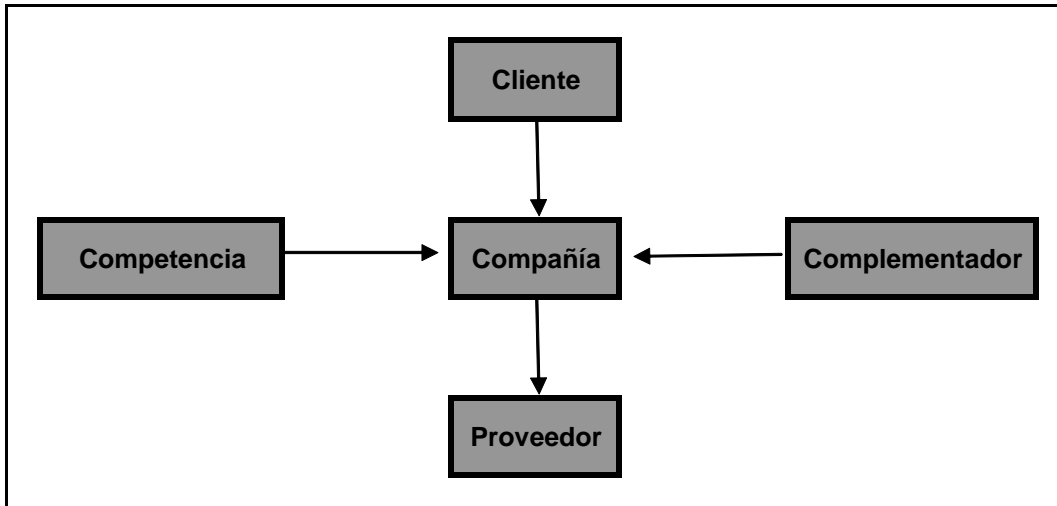 Cliente
Competencia
Compañía
Complementador
Proveedor